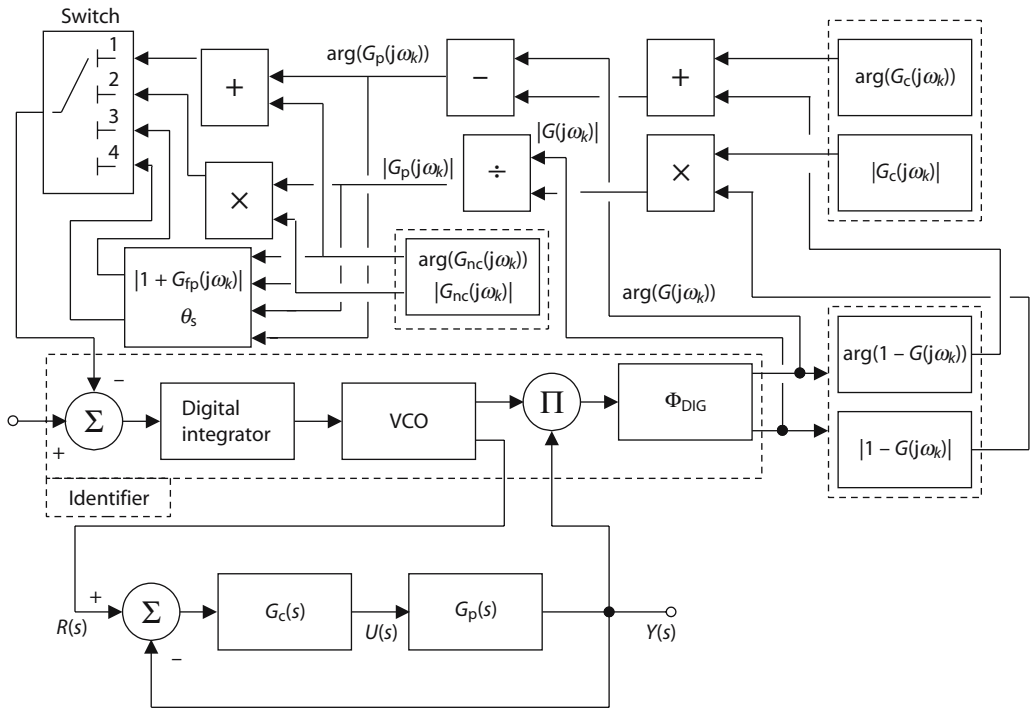 Switch
1
2
3
4
+
arg(Gp(jωk))
−
+
arg(Gc(jωk))
×
|Gp(jωk)|
÷
|G(jωk)|
×
|Gc(jωk)|
|1 + Gfp(jωk)|
θs
arg(Gnc(jωk))
|Gnc(jωk)|
arg(G(jωk))
−
+
Σ
Digital
integrator
VCO
Π
ΦDIG
arg(1 − G(jωk))
|1 − G(jωk)|
Identifier
+
R(s)
Σ
−
Gc(s)
U(s)
Gp(s)
Y(s)